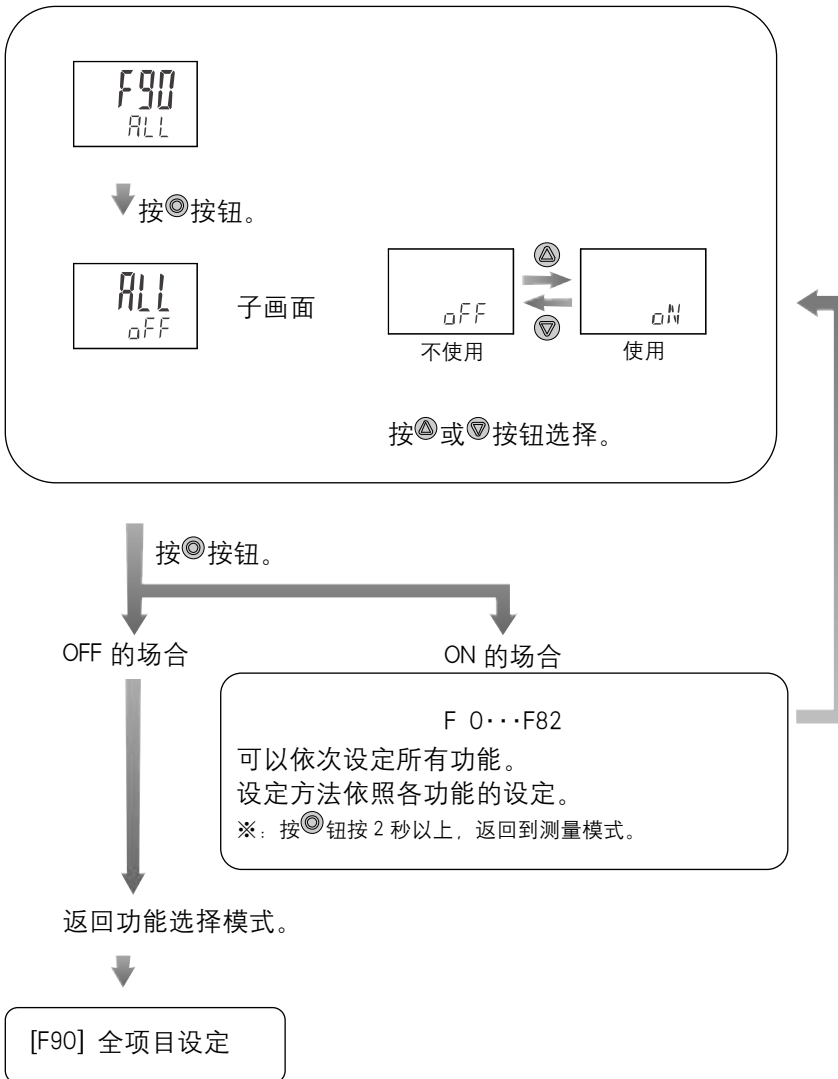 F90
ALL
按◎按钮。
ALL
oFF
子画面
oFF
oN
不使用
使用
按△或▽按钮选择。
按◎按钮。
OFF 的场合
ON 的场合
F 0···F82
可以依次设定所有功能。
设定方法依照各功能的设定。
※：按◎钮按 2 秒以上，返回到测量模式。
返回功能选择模式。
[F90] 全项目设定